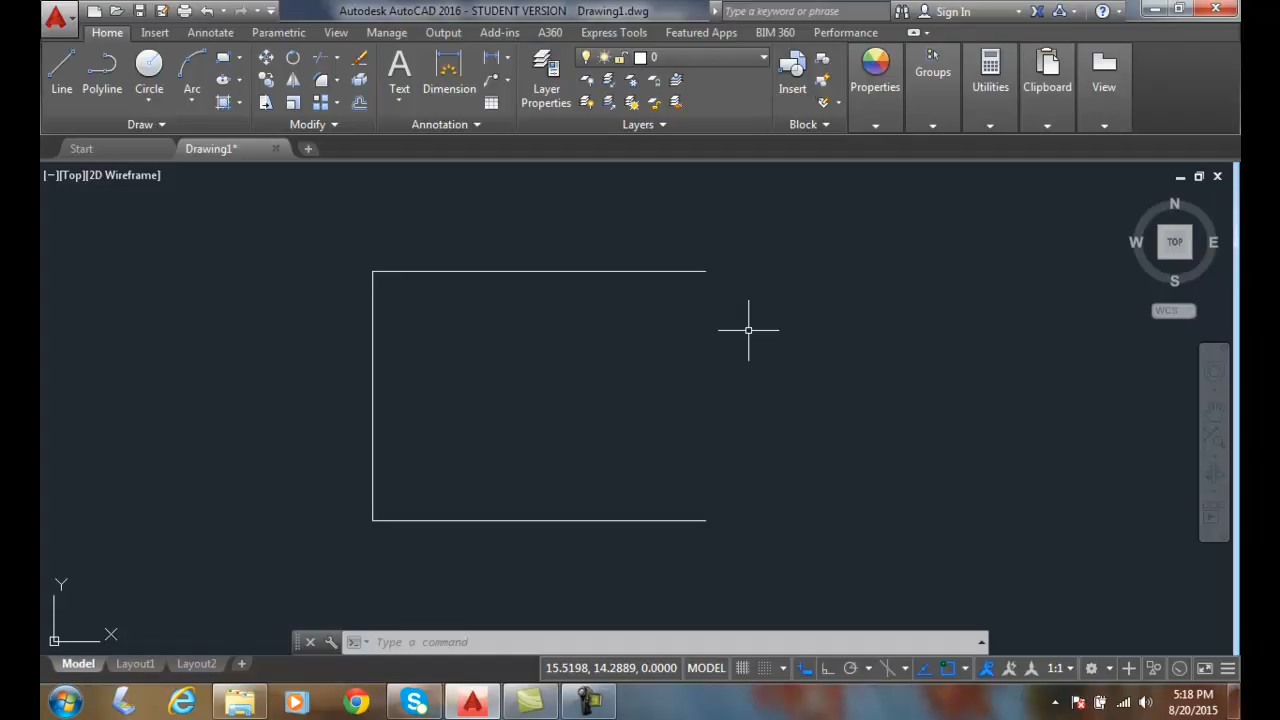 Autodesk AutoCAD 2016 - STUDENT VERSION Drawing1.dwg
Type a keyword or phrase
Sign In
Home Insert Annotate Parametric View Manage Output Add-ins A360 Express Tools Featured Apps BIM 360 Performance
0
Line Polyline Circle Arc
A
Text Dimension
Layer Properties
Insert
Properties Groups Utilities Clipboard View
Draw Modify Annotation Layers Block
Start Drawing1*
[−][Top][2D Wireframe]
N
W TOP E
S
WCS
Y
X
Type a command
Model Layout1 Layout2
15.5198, 14.2889, 0.0000 MODEL 1:1
5:18 PM
8/20/2015